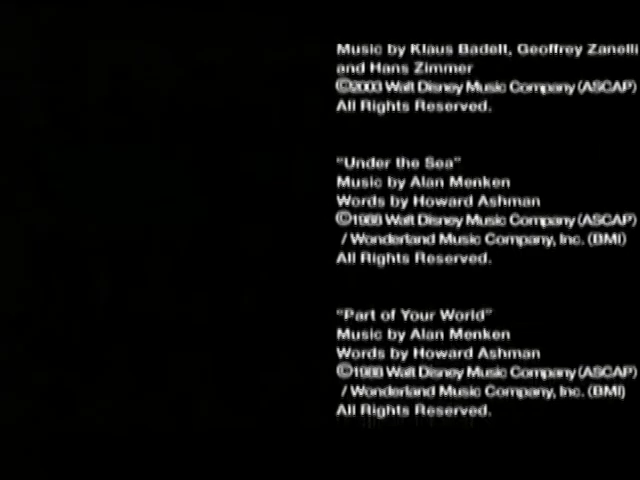 Music by Klaus Badelt, Geoffrey Zanelli
and Hans Zimmer
©2003 Walt Disney Music Company (ASCAP)
All Rights Reserved.
"Under the Sea"
Music by Alan Menken
Words by Howard Ashman
©1988 Walt Disney Music Company (ASCAP)
/ Wonderland Music Company, Inc. (BMI)
All Rights Reserved.
"Part of Your World"
Music by Alan Menken
Words by Howard Ashman
©1988 Walt Disney Music Company (ASCAP)
/ Wonderland Music Company, Inc. (BMI)
All Rights Reserved.